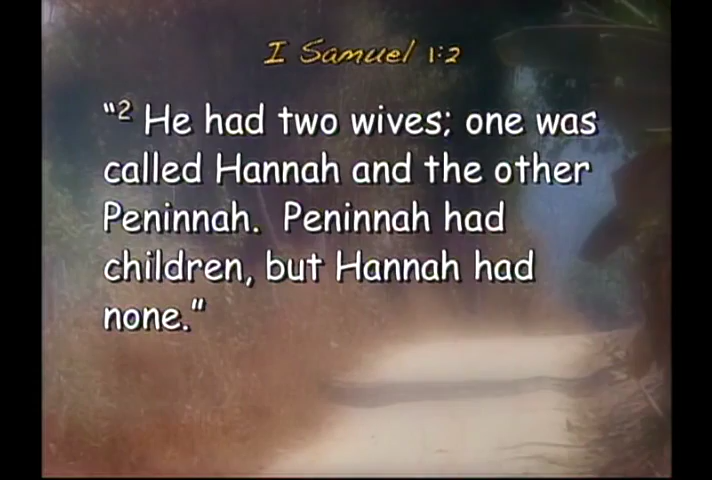 I Samuel 1:2
“² He had two wives; one was
called Hannah and the other
Peninnah.  Peninnah had
children, but Hannah had
none.”